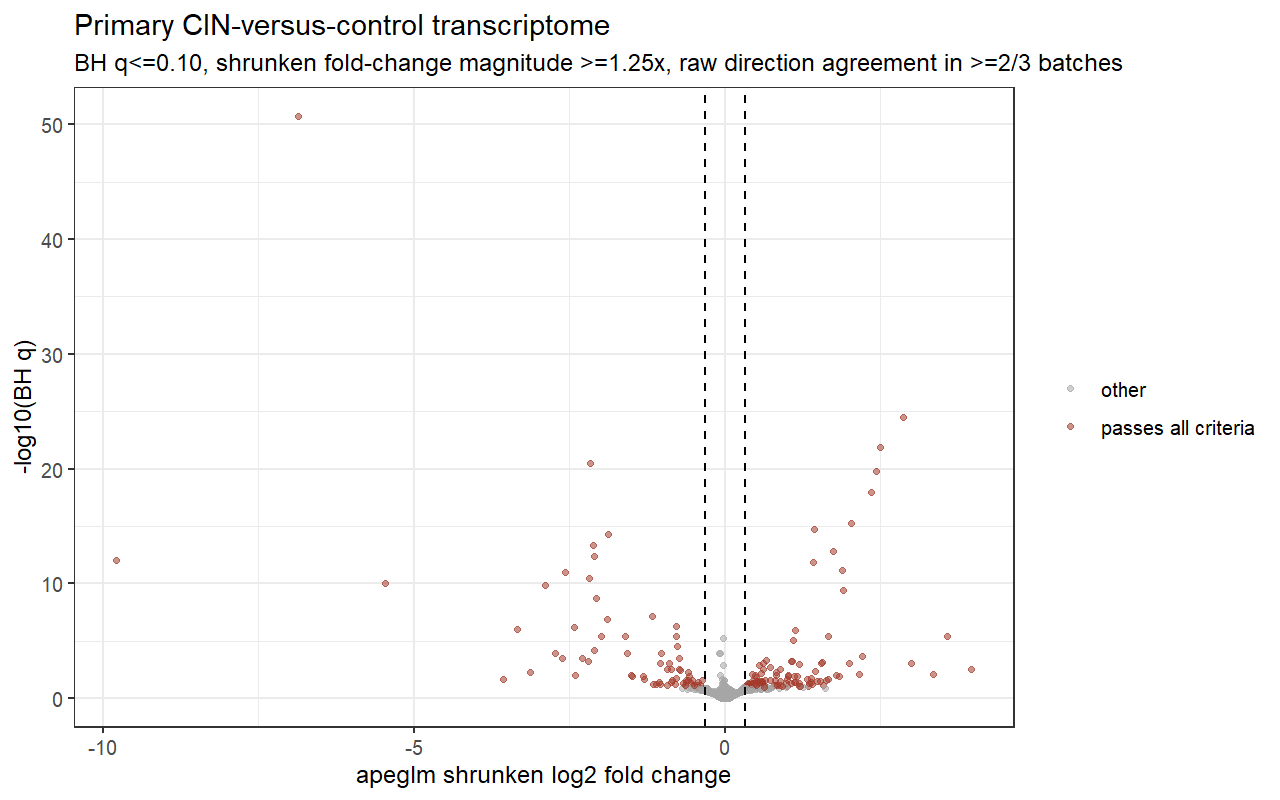 Primary CIN-versus-control transcriptome
BH q<=0.10, shrunken fold-change magnitude >=1.25x, raw direction agreement in >=2/3 batches
50
40
30
20
10
0
-log10(BH q)
-10
-5
0
apeglm shrunken log2 fold change
other
passes all criteria